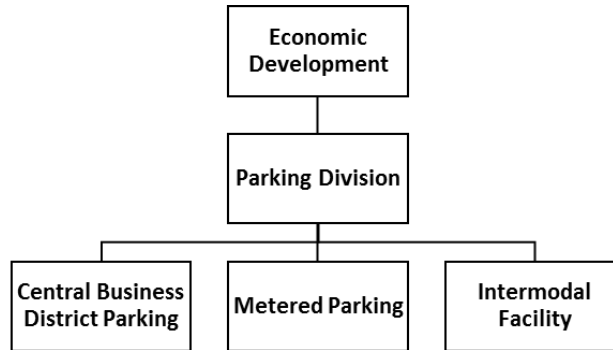 Economic
Development
Parking Division
Central Business
District Parking
Metered Parking
Intermodal
Facility